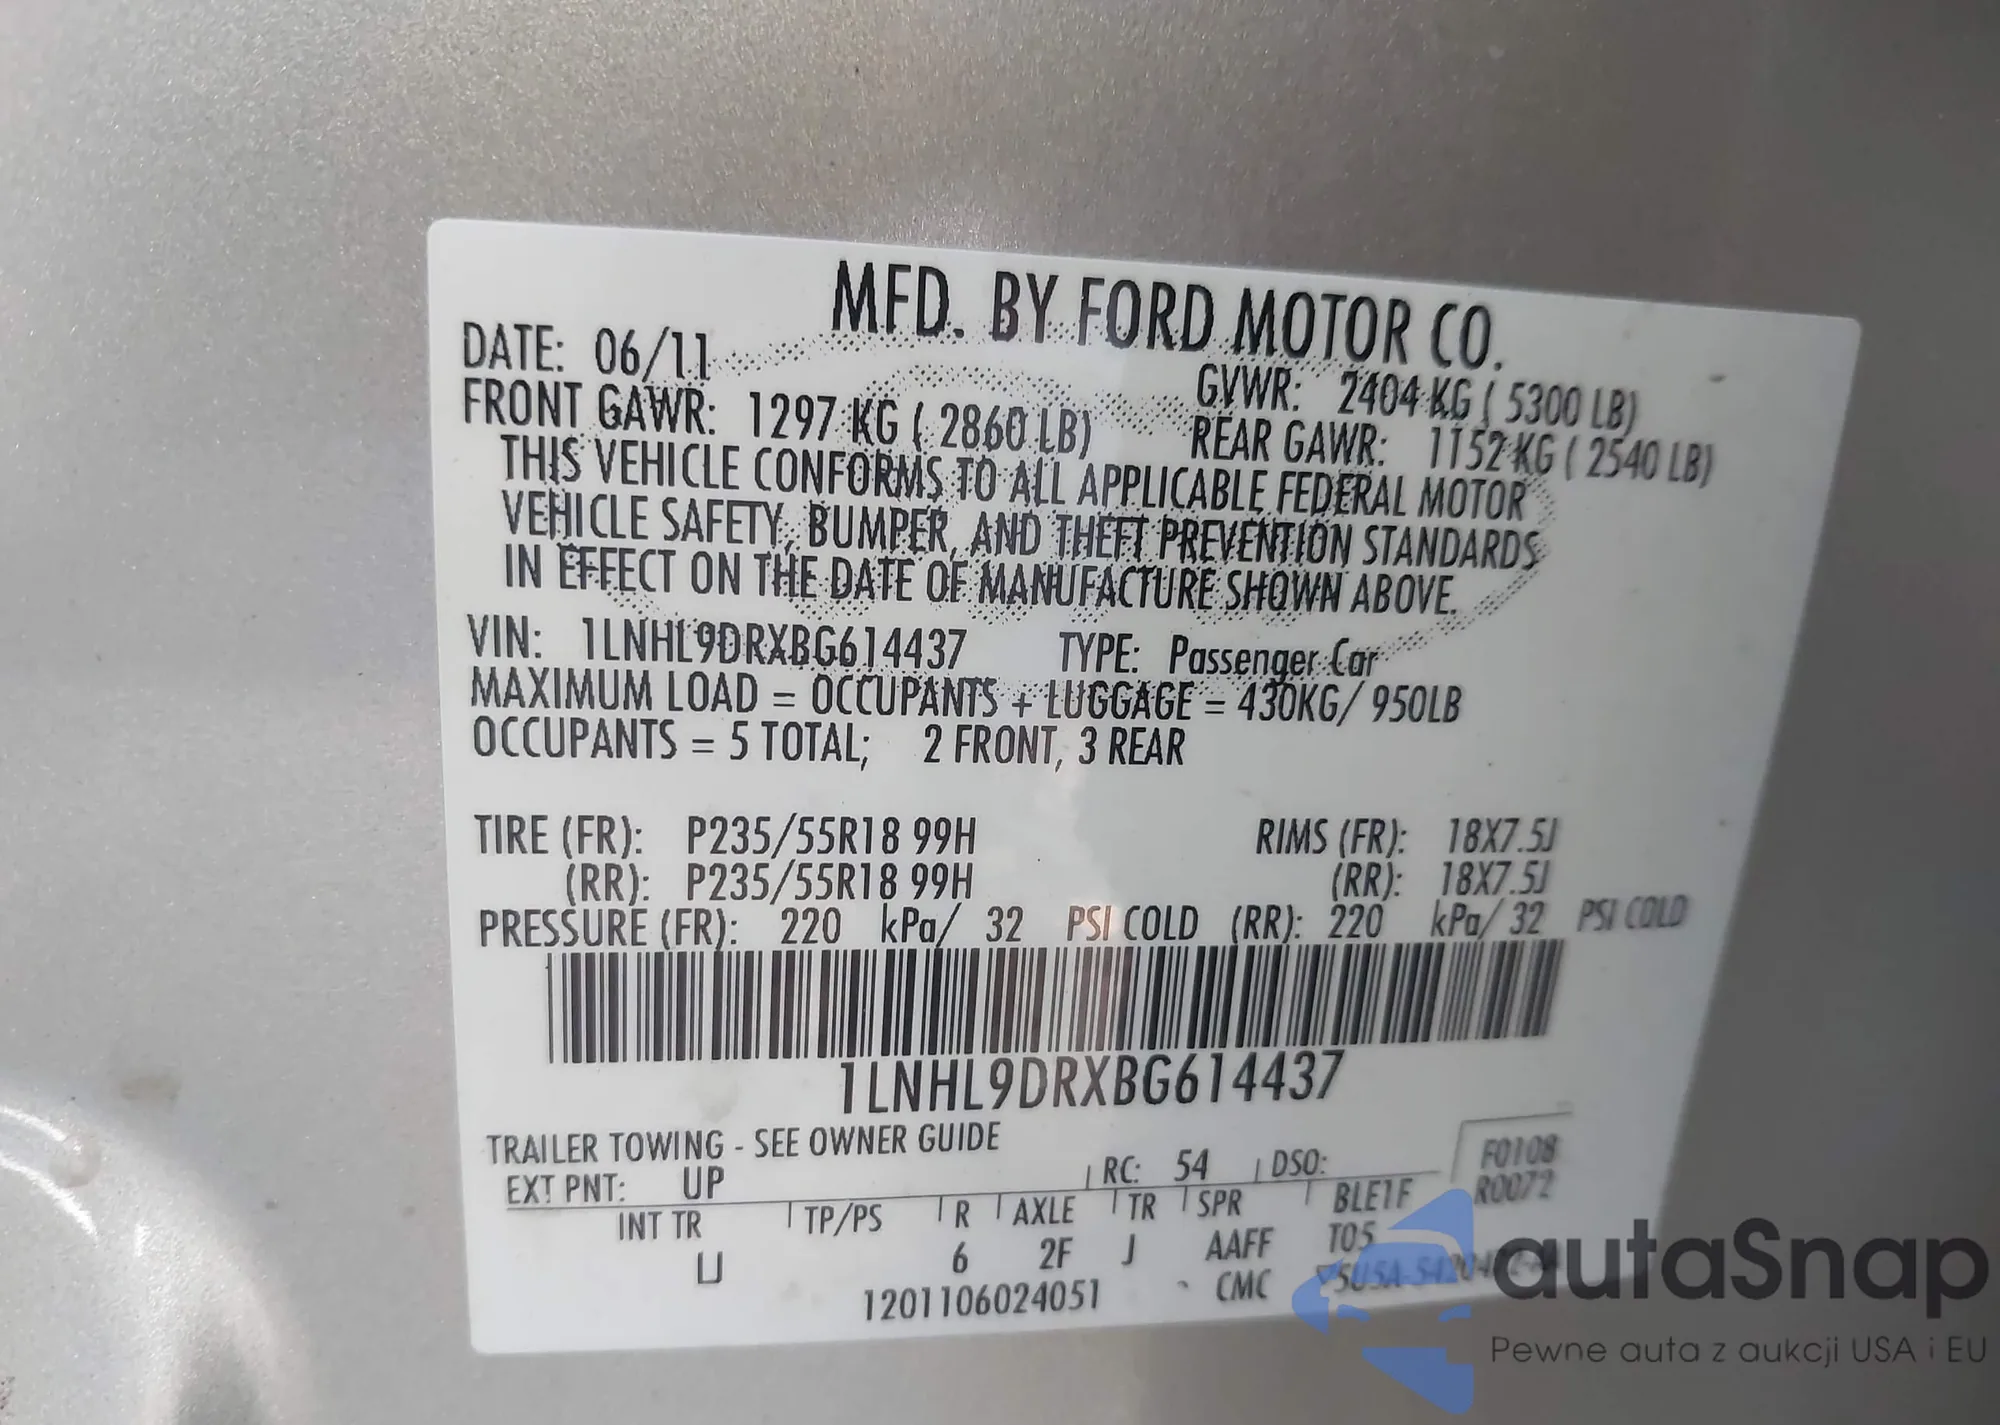 MFD. BY FORD MOTOR CO.
DATE: 06/11
GVWR: 2404 KG ( 5300 LB)
FRONT GAWR: 1297 KG ( 2860 LB)
REAR GAWR: 1152 KG ( 2540 LB)
THIS VEHICLE CONFORMS TO ALL APPLICABLE FEDERAL MOTOR
VEHICLE SAFETY, BUMPER, AND THEFT PREVENTION STANDARDS
IN EFFECT ON THE DATE OF MANUFACTURE SHOWN ABOVE.
VIN: 1LNHL9DRXBG614437 TYPE: Passenger Car
MAXIMUM LOAD = OCCUPANTS + LUGGAGE = 430KG/ 950LB
OCCUPANTS = 5 TOTAL; 2 FRONT, 3 REAR
TIRE (FR): P235/55R18 99H RIMS (FR): 18X7.5J
(RR): P235/55R18 99H (RR): 18X7.5J
PRESSURE (FR): 220 kPa/ 32 PSI COLD (RR): 220 kPa/ 32 PSI COLD
1LNHL9DRXBG614437
TRAILER TOWING - SEE OWNER GUIDE
F0108
EXT PNT: UP RC: 54 DSO:
R0072
INT TR TP/PS R AXLE TR SPR BLE1F
LJ 6 2F J AAFF T05
1201106024051 CMC
autaSnap
Pewne auta z aukcji USA i EU